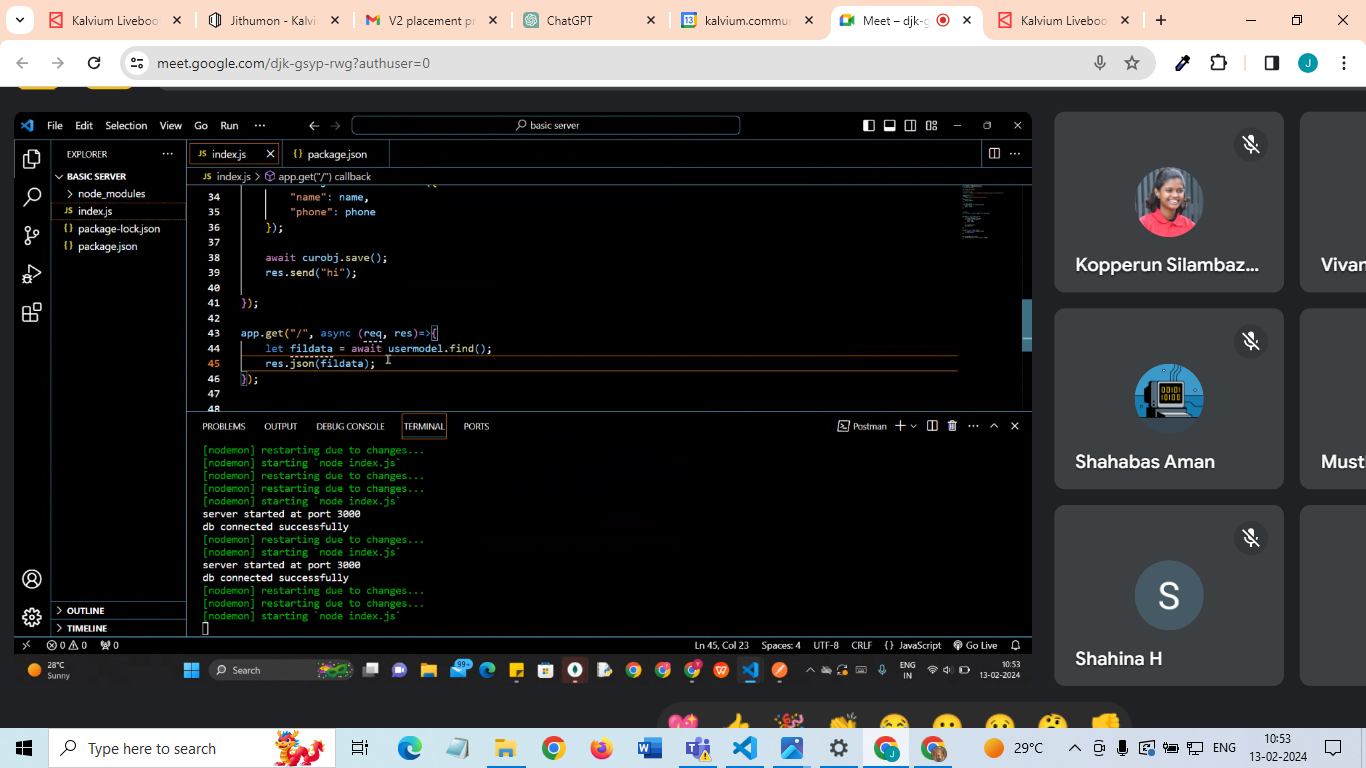 Kalvium Liveboo
Jithumon - Kalvi
V2 placement pr
ChatGPT
kalvium.commun
Meet – djk-g
Kalvium Liveboo
meet.google.com/djk-gsyp-rwg?authuser=0
J
File Edit Selection View Go Run ···
basic server
EXPLORER
JS index.js
{} package.json
JS index.js > app.get("/") callback
BASIC SERVER
node_modules
JS index.js
{} package-lock.json
{} package.json
34 "name": name,
35 "phone": phone
36 });
37
38 await curobj.save();
39 res.send("hi");
40
41 });
42
43 app.get("/", async (req, res)=>{
44 let fildata = await usermodel.find();
45 res.json(fildata);
46 });
47
48
PROBLEMS OUTPUT DEBUG CONSOLE TERMINAL PORTS
Postman
[nodemon] restarting due to changes...
[nodemon] starting `node index.js`
[nodemon] restarting due to changes...
[nodemon] restarting due to changes...
[nodemon] starting `node index.js`
server started at port 3000
db connected successfully
[nodemon] restarting due to changes...
[nodemon] starting `node index.js`
server started at port 3000
db connected successfully
[nodemon] restarting due to changes...
[nodemon] restarting due to changes...
[nodemon] starting `node index.js`
OUTLINE
TIMELINE
0 0 0
Ln 45, Col 23 Spaces: 4 UTF-8 CRLF {} JavaScript Go Live
28°C
Sunny
Search
99+
ENG
IN
10:53
13-02-2024
Kopperun Silambaz...
Vivan
Shahabas Aman
Must
S
Shahina H
Type here to search
29°C
ENG
10:53
13-02-2024